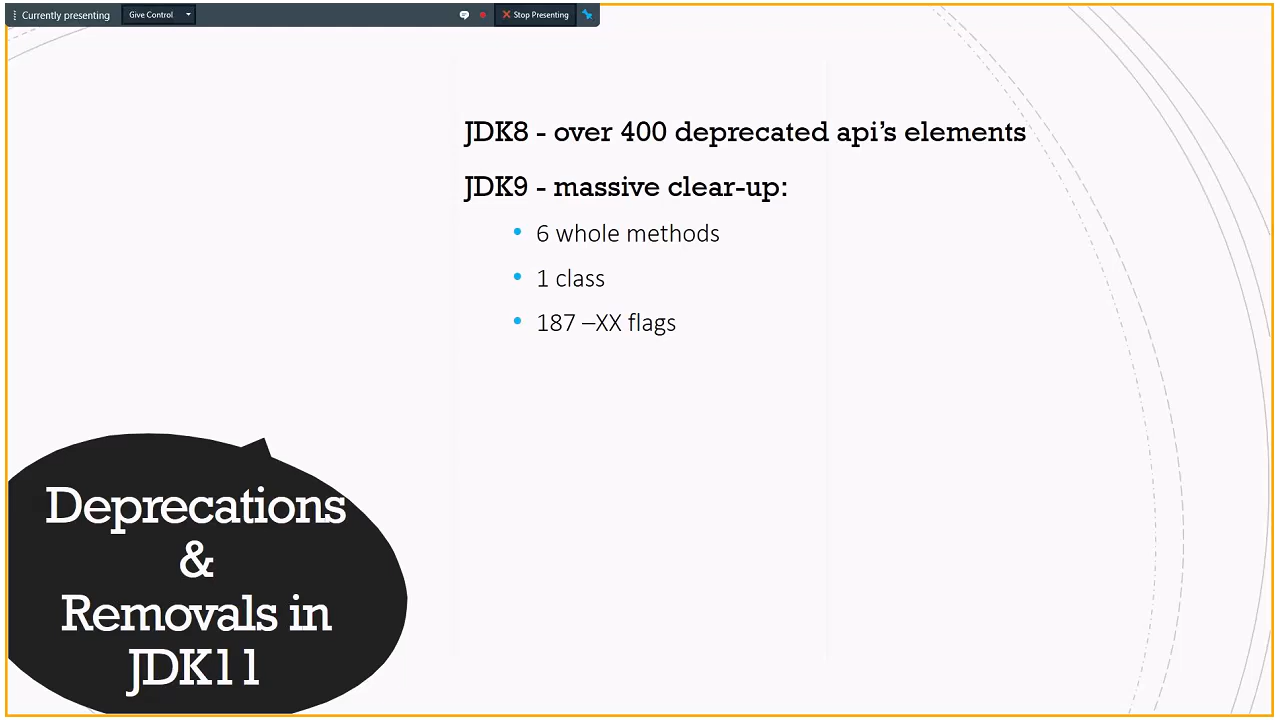 Currently presenting
Give Control
Stop Presenting
JDK8 - over 400 deprecated api’s elements
JDK9 - massive clear-up:
• 6 whole methods
• 1 class
• 187 –XX flags
Deprecations
&
Removals in
JDK11